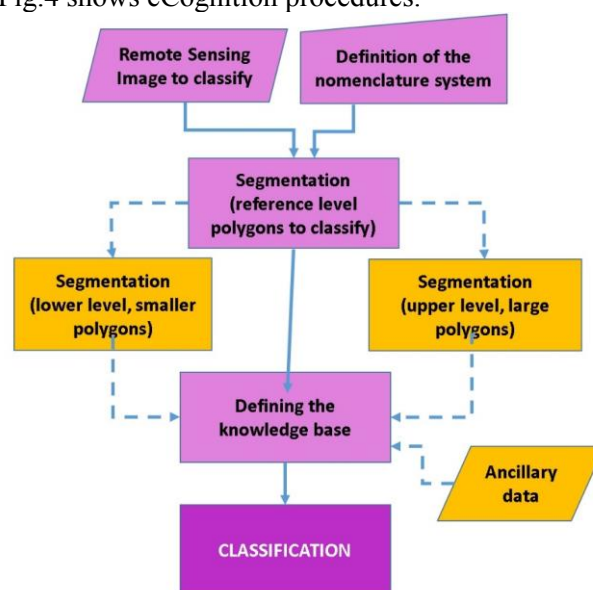 Fig.4 shows eCognition procedures.
Remote Sensing
Image to classify
Definition of the
nomenclature system
Segmentation
(reference level
polygons to classify)
Segmentation
(lower level, smaller
polygons)
Segmentation
(upper level, large
polygons)
Defining the
knowledge base
Ancillary
data
CLASSIFICATION